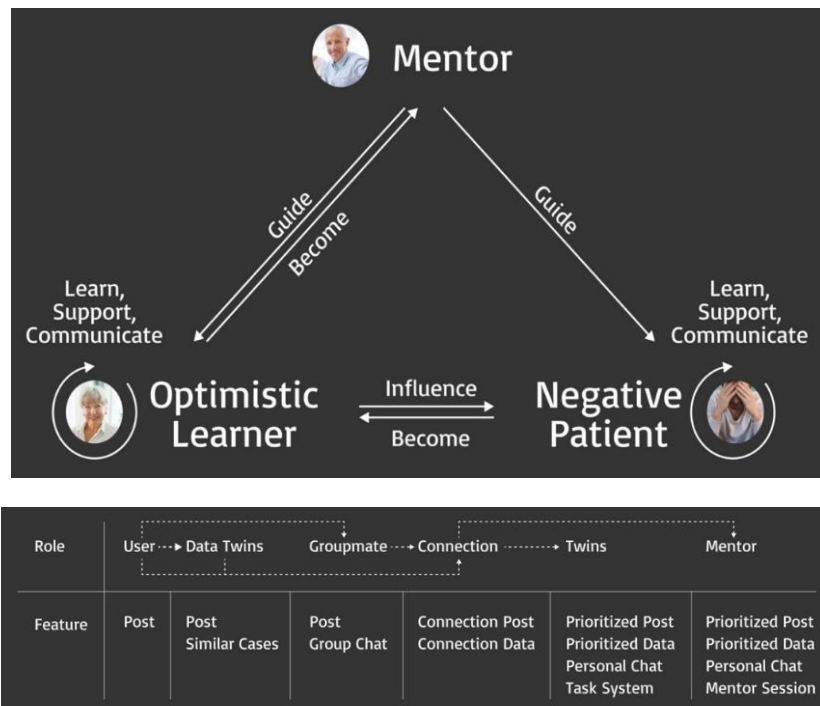 Mentor
Guide
Become
Guide
Learn,
Support,
Communicate
Learn,
Support,
Communicate
Optimistic
Learner
Influence
Become
Negative
Patient
Role
User
Data Twins
Groupmate
Connection
Twins
Mentor
Feature
Post
Post
Similar Cases
Post
Group Chat
Connection Post
Connection Data
Prioritized Post
Prioritized Data
Personal Chat
Task System
Prioritized Post
Prioritized Data
Personal Chat
Mentor Session